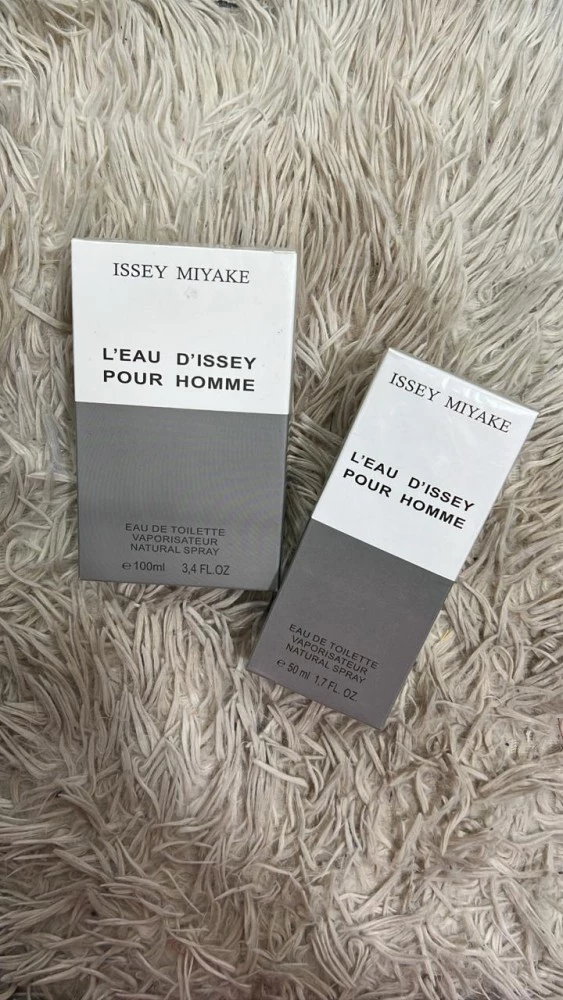 ISSEY MIYAKE
L'EAU D'ISSEY
POUR HOMME
EAU DE TOILETTE
VAPORISATEUR
NATURAL SPRAY
℮100ml 3,4 FL.OZ
ISSEY MIYAKE
L'EAU D'ISSEY
POUR HOMME
EAU DE TOILETTE
VAPORISATEUR
NATURAL SPRAY
℮ 50 ml 1,7 FL. OZ.